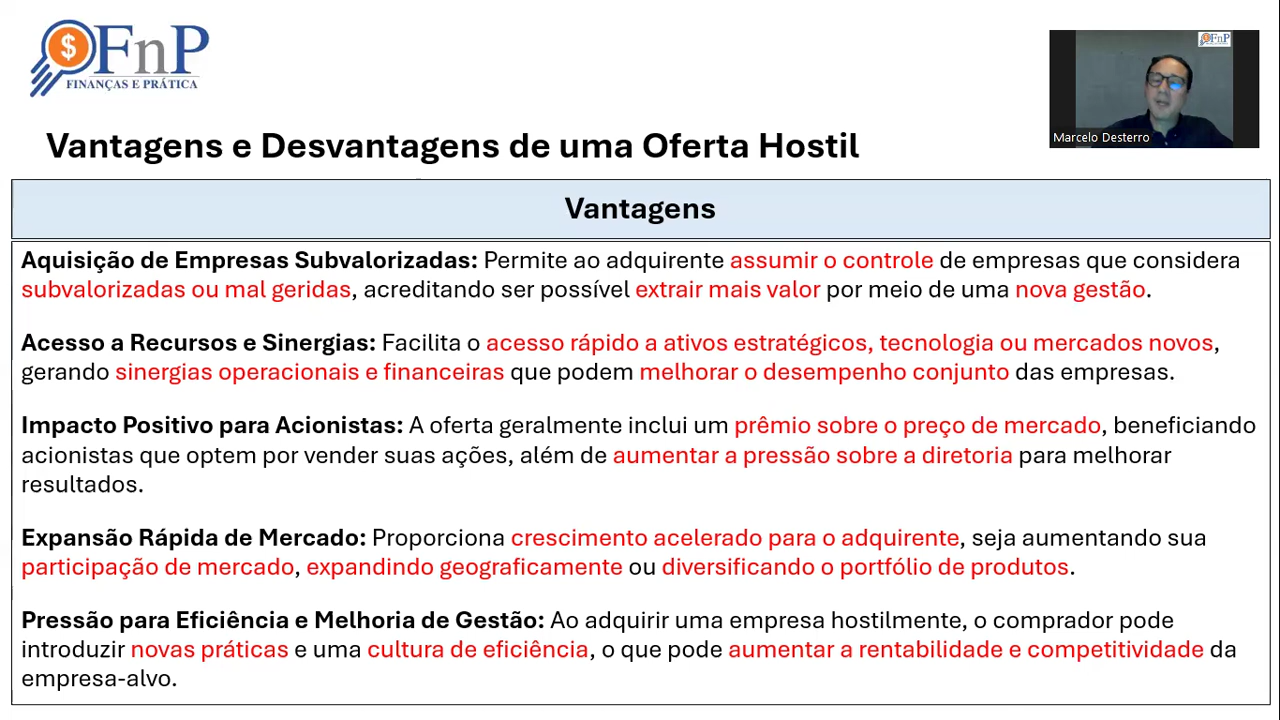 FnP
FINANÇAS E PRÁTICA
FnP
Marcelo Desterro
Vantagens e Desvantagens de uma Oferta Hostil
Vantagens
Aquisição de Empresas Subvalorizadas: Permite ao adquirente assumir o controle de empresas que considera
subvalorizadas ou mal geridas, acreditando ser possível extrair mais valor por meio de uma nova gestão.
Acesso a Recursos e Sinergias: Facilita o acesso rápido a ativos estratégicos, tecnologia ou mercados novos,
gerando sinergias operacionais e financeiras que podem melhorar o desempenho conjunto das empresas.
Impacto Positivo para Acionistas: A oferta geralmente inclui um prêmio sobre o preço de mercado, beneficiando
acionistas que optem por vender suas ações, além de aumentar a pressão sobre a diretoria para melhorar
resultados.
Expansão Rápida de Mercado: Proporciona crescimento acelerado para o adquirente, seja aumentando sua
participação de mercado, expandindo geograficamente ou diversificando o portfólio de produtos.
Pressão para Eficiência e Melhoria de Gestão: Ao adquirir uma empresa hostilmente, o comprador pode
introduzir novas práticas e uma cultura de eficiência, o que pode aumentar a rentabilidade e competitividade da
empresa-alvo.